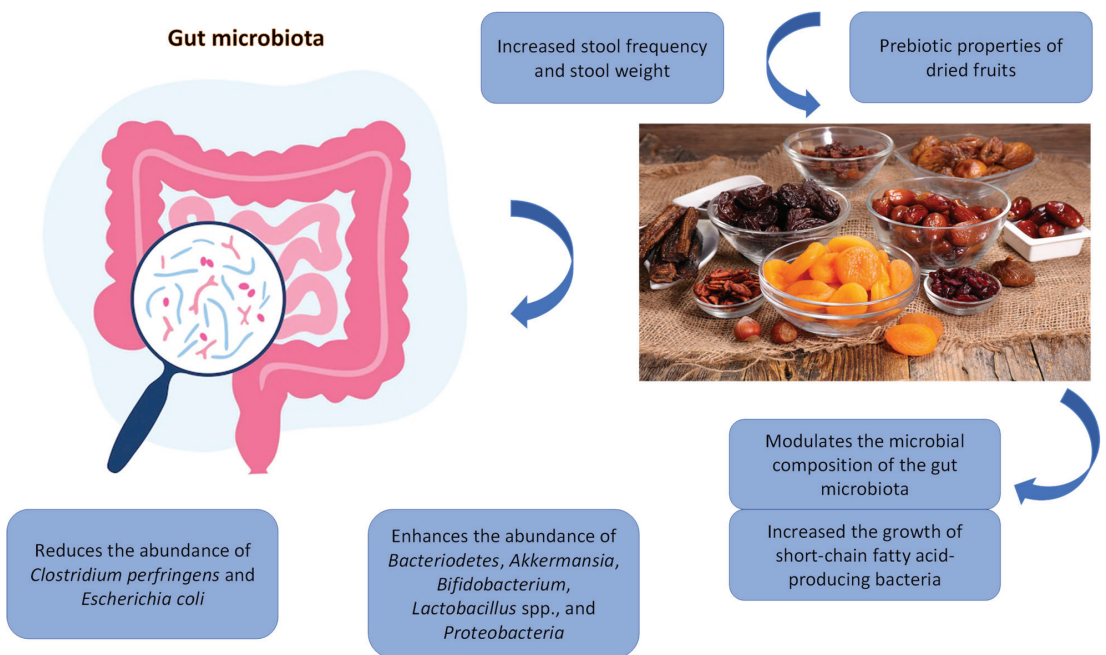 Gut microbiota
Increased stool frequency
and stool weight
Prebiotic properties of
dried fruits
Modulates the microbial
composition of the gut
microbiota
Increased the growth of
short-chain fatty acid-
producing bacteria
Reduces the abundance of
Clostridium perfringens and
Escherichia coli
Enhances the abundance of
Bacteriodetes, Akkermansia,
Bifidobacterium,
Lactobacillus spp., and
Proteobacteria